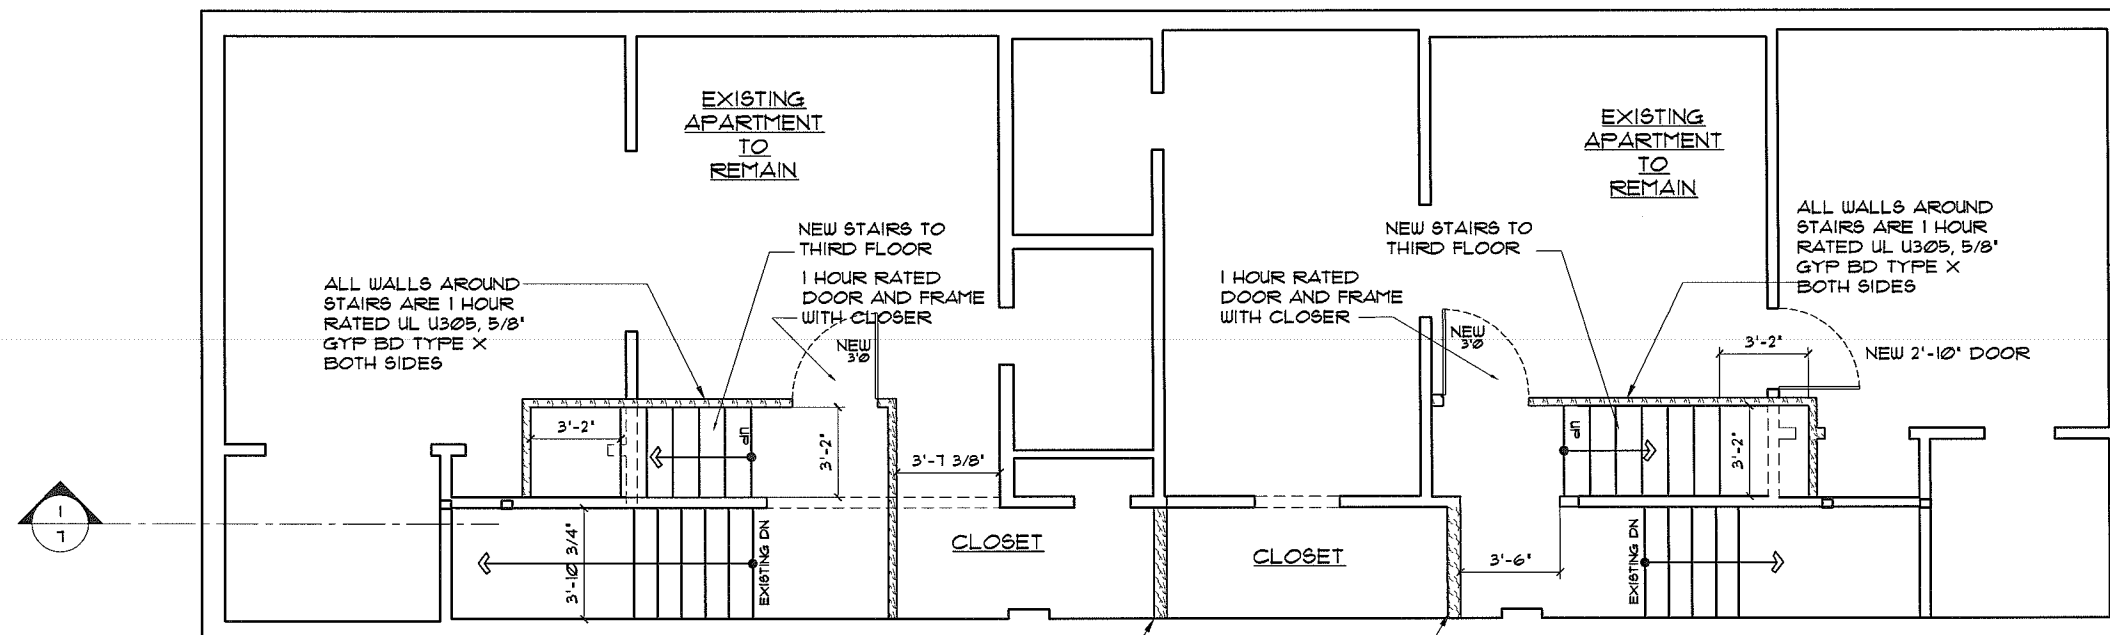 EXISTING
APARTMENT
TO
REMAIN
EXISTING
APARTMENT
TO
REMAIN
NEW STAIRS TO
THIRD FLOOR
1 HOUR RATED
DOOR AND FRAME
WITH CLOSER
ALL WALLS AROUND
STAIRS ARE 1 HOUR
RATED UL U305, 5/8"
GYP BD TYPE X
BOTH SIDES
NEW
3'0
NEW STAIRS TO
THIRD FLOOR
1 HOUR RATED
DOOR AND FRAME
WITH CLOSER
ALL WALLS AROUND
STAIRS ARE 1 HOUR
RATED UL U305, 5/8"
GYP BD TYPE X
BOTH SIDES
NEW
3'0
3'-2"
NEW 2'-10" DOOR
3'-2"
UP
3'-2"
3'-7 3/8"
UP
3'-2"
1
7
3'-10 3/4"
EXISTING DN
CLOSET
CLOSET
3'-6"
EXISTING DN